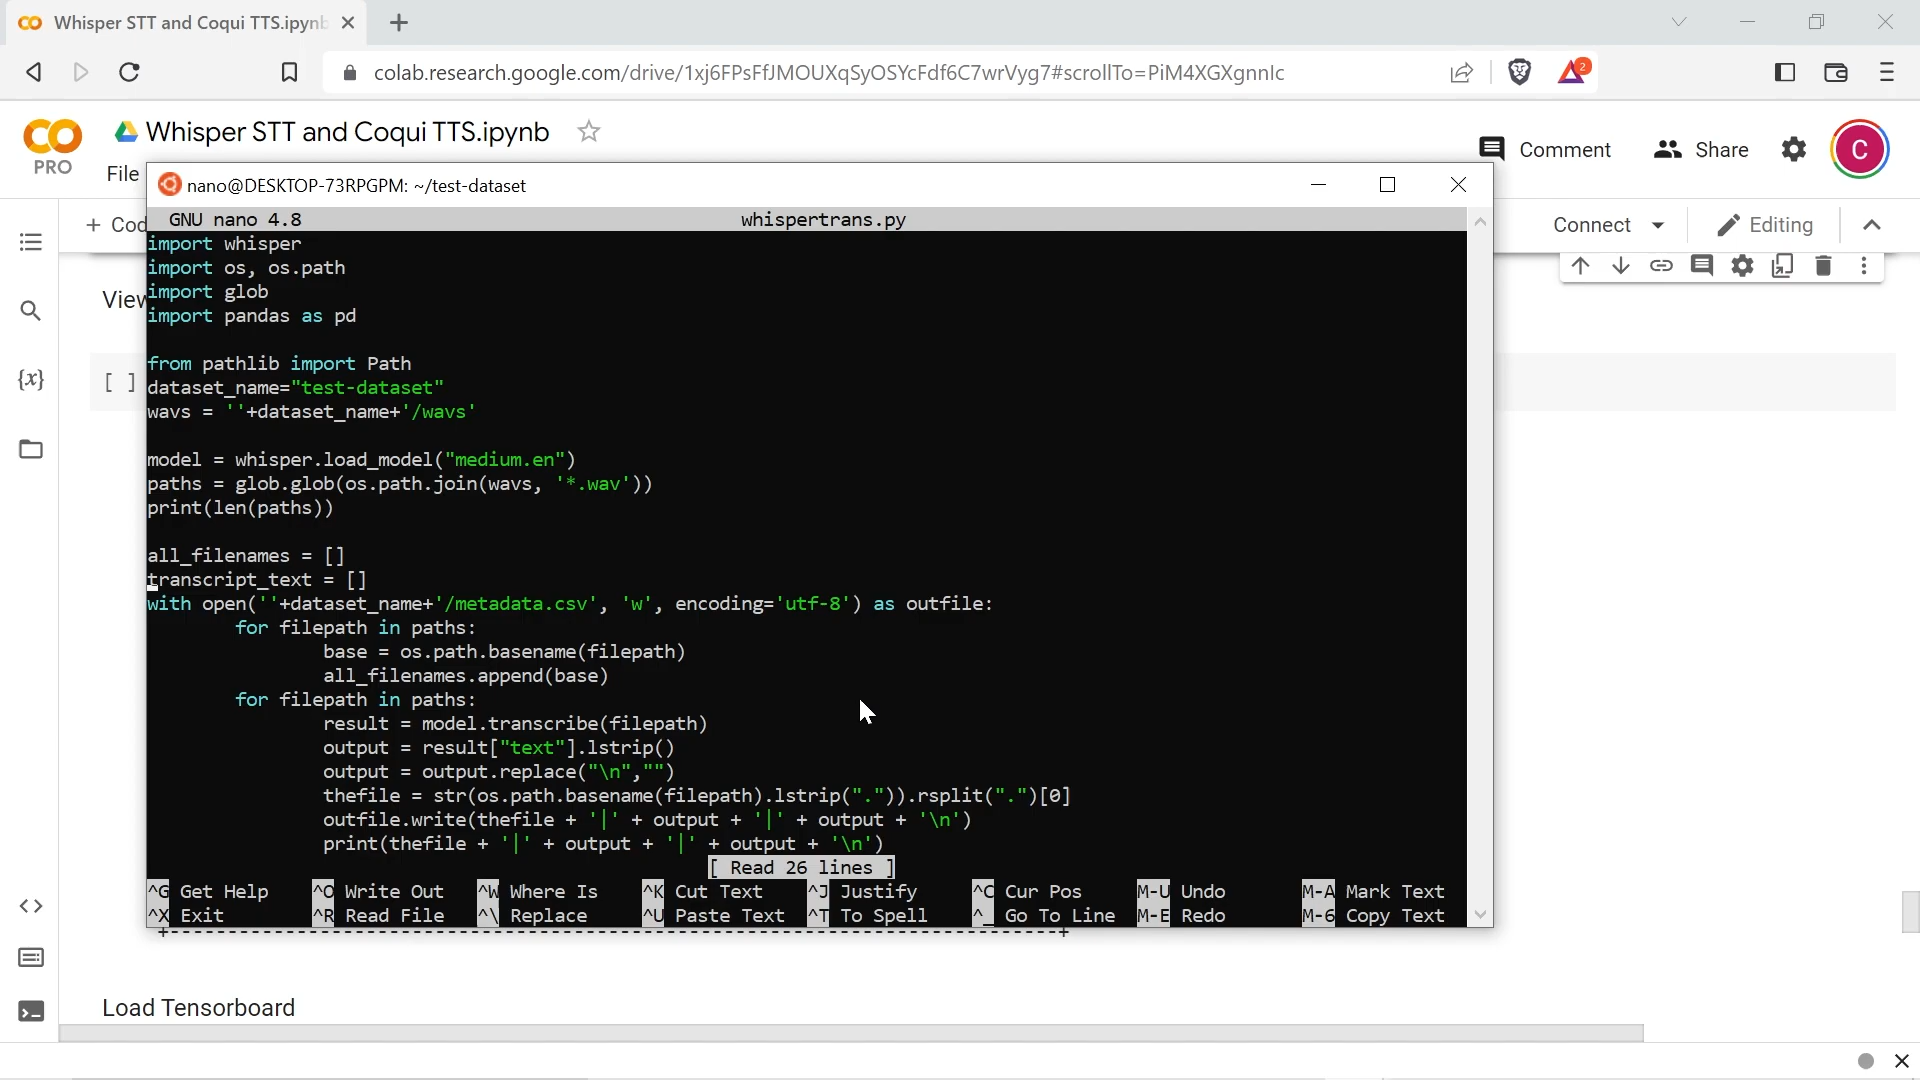 Whisper STT and Coqui TTS.ipynb
colab.research.google.com/drive/1xj6FPsFfJMOUXqSyOSYcFdf6C7wrVyg7#scrollTo=PiM4XGXgnnIc
2
Whisper STT and Coqui TTS.ipynb
PRO
File
Comment
Share
C
nano@DESKTOP-73RPGPM: ~/test-dataset
+ Cod
Connect
Editing
GNU nano 4.8 whispertrans.py
import whisper
import os, os.path
import glob
import pandas as pd
View
from pathlib import Path
dataset_name="test-dataset"
wavs = ''+dataset_name+'/wavs'
[ ]
{x}
model = whisper.load_model("medium.en")
paths = glob.glob(os.path.join(wavs, '*.wav'))
print(len(paths))
all_filenames = []
transcript_text = []
with open(''+dataset_name+'/metadata.csv', 'w', encoding='utf-8') as outfile:
for filepath in paths:
base = os.path.basename(filepath)
all_filenames.append(base)
for filepath in paths:
result = model.transcribe(filepath)
output = result["text"].lstrip()
output = output.replace("\n","")
thefile = str(os.path.basename(filepath).lstrip(".")).rsplit(".")[0]
outfile.write(thefile + '|' + output + '|' + output + '\n')
print(thefile + '|' + output + '|' + output + '\n')
[ Read 26 lines ]
^G Get Help ^O Write Out ^W Where Is ^K Cut Text ^J Justify ^C Cur Pos M-U Undo M-A Mark Text
^X Exit ^R Read File ^\ Replace ^U Paste Text ^T To Spell ^_ Go To Line M-E Redo M-6 Copy Text
Load Tensorboard